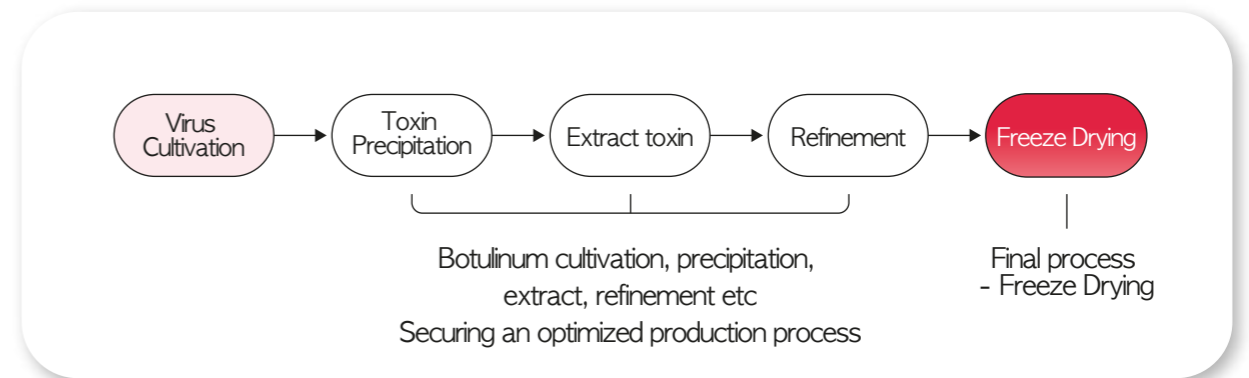 Virus
Cultivation
Toxin
Precipitation
Extract toxin
Refinement
Freeze Drying
Botulinum cultivation, precipitation,
extract, refinement etc
Securing an optimized production process
Final process
- Freeze Drying